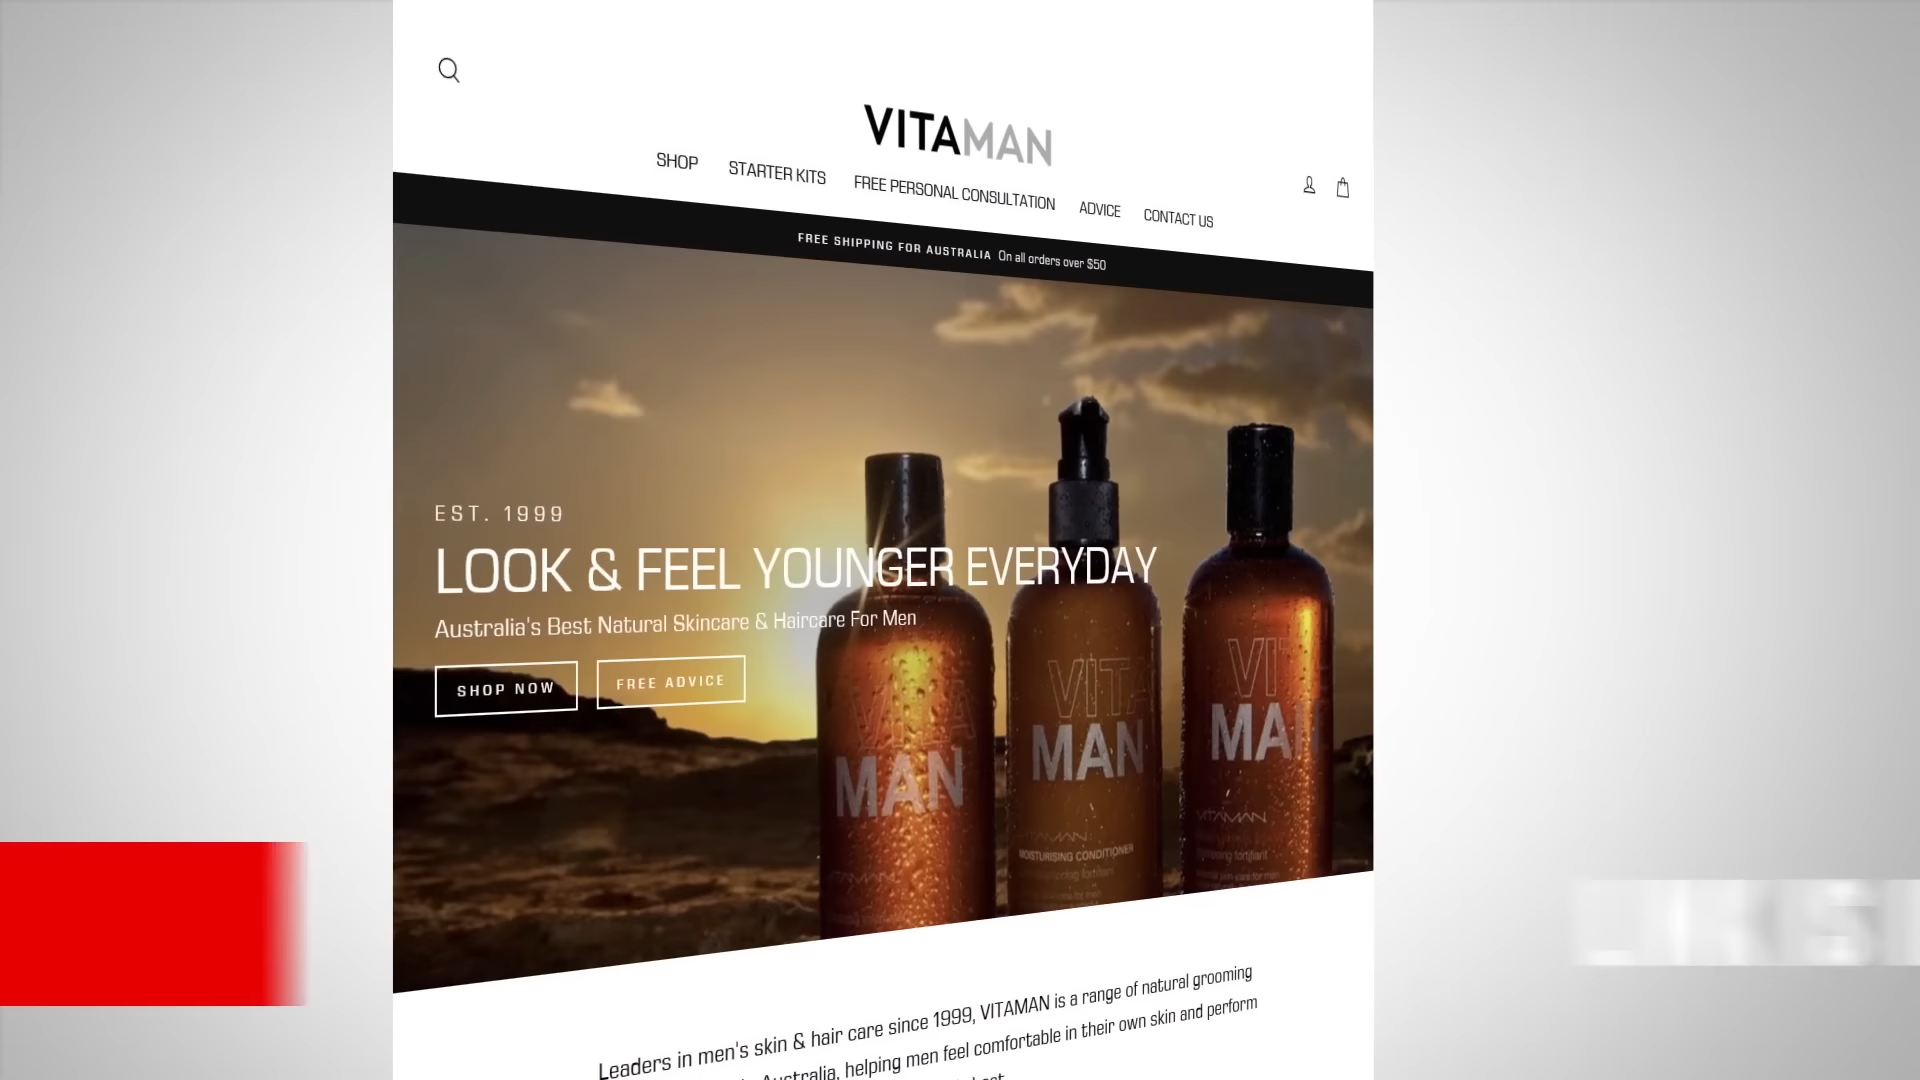 VITAMAN
SHOP STARTER KITS FREE PERSONAL CONSULTATION ADVICE CONTACT US
FREE SHIPPING FOR AUSTRALIA On all orders over $50
EST. 1999
LOOK & FEEL YOUNGER EVERYDAY
Australia's Best Natural Skincare & Haircare For Men
SHOP NOW FREE ADVICE
VITA
MAN
VITA
MAN
VITAMAN
MOISTURISING CONDITIONER
VIT
MAN
VITAMAN
Leaders in men's skin & hair care since 1999, VITAMAN is a range of natural grooming
Australia, helping men feel comfortable in their own skin and perform